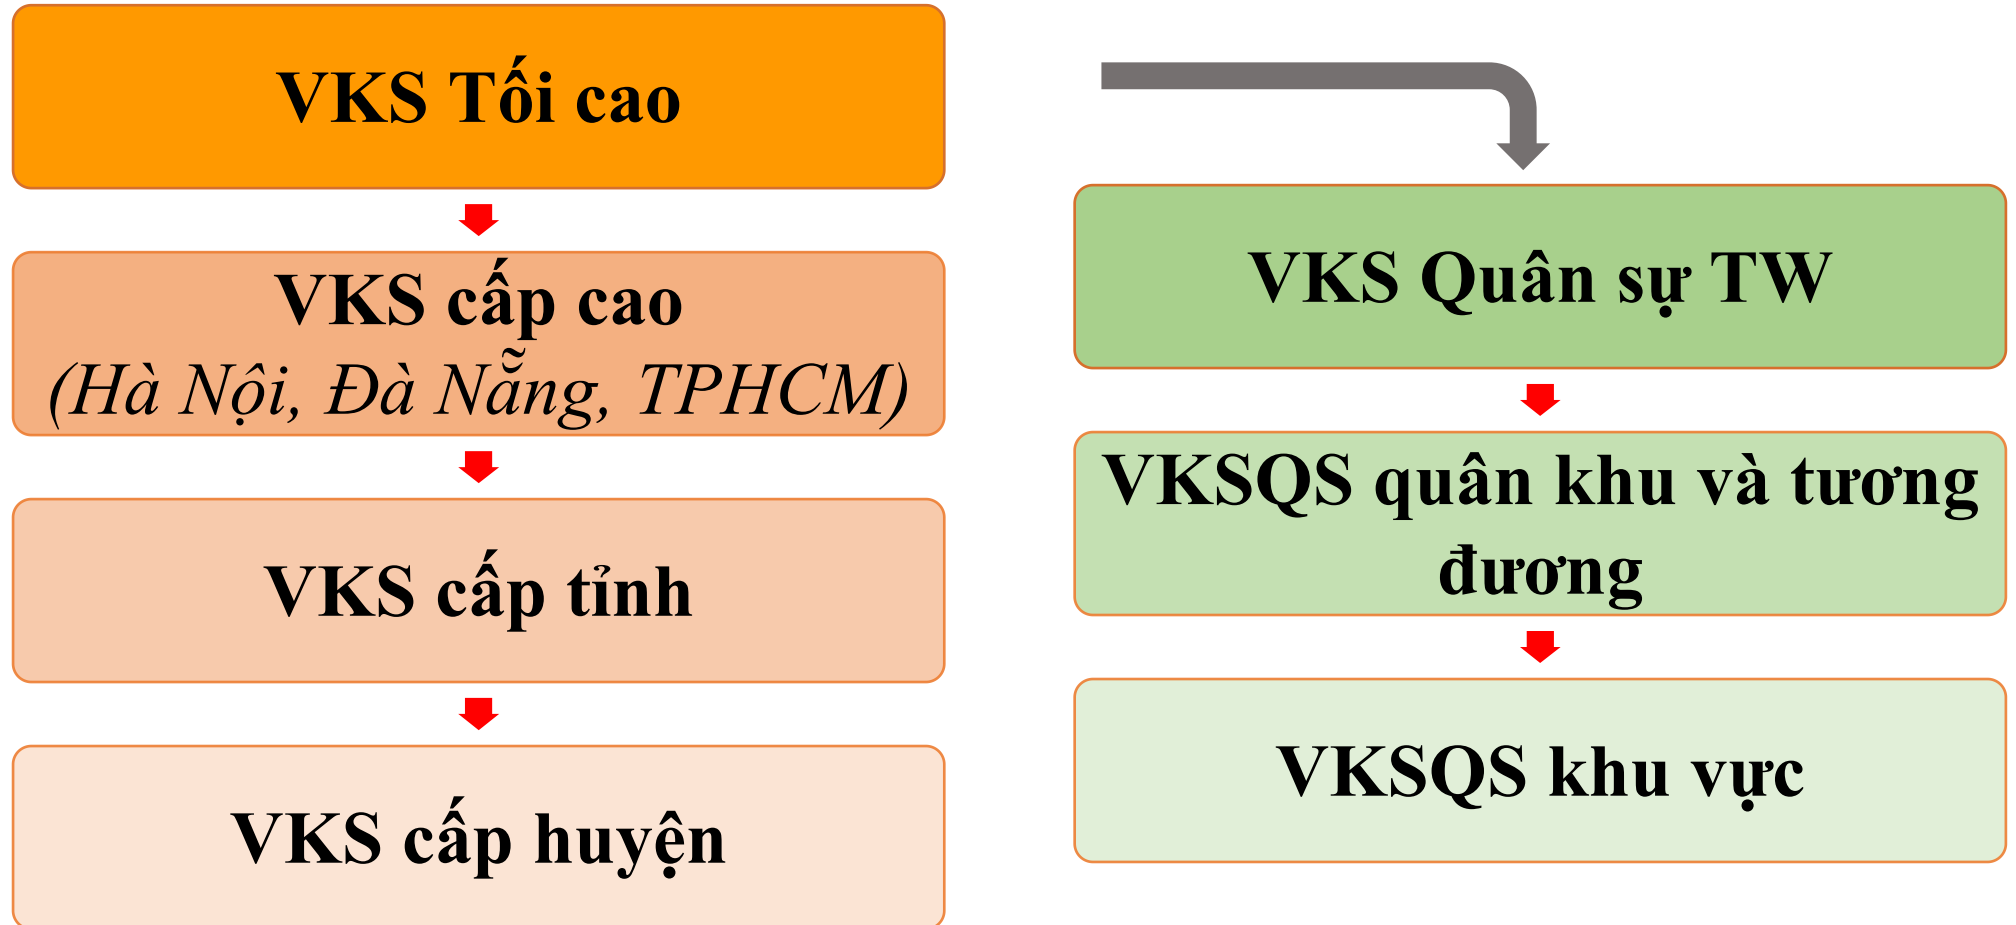 VKS Tối cao
VKS cấp cao
(Hà Nội, Đà Nẵng, TPHCM)
VKS cấp tỉnh
VKS cấp huyện
VKS Quân sự TW
VKSQS quân khu và tương
đương
VKSQS khu vực